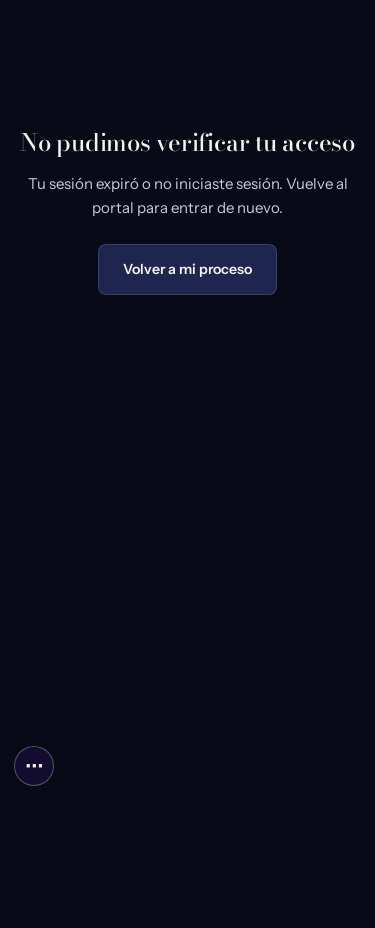 No pudimos verificar tu acceso
Tu sesión expiró o no iniciaste sesión. Vuelve al
portal para entrar de nuevo.
Volver a mi proceso